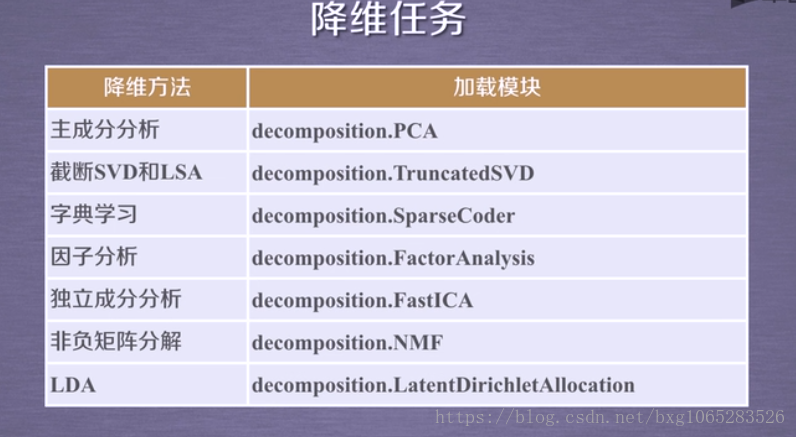 降维任务
降维方法 加载模块
主成分分析 decomposition.PCA
截断SVD和LSA decomposition.TruncatedSVD
字典学习 decomposition.SparseCoder
因子分析 decomposition.FactorAnalysis
独立成分分析 decomposition.FastICA
非负矩阵分解 decomposition.NMF
LDA decomposition.LatentDirichletAllocation
https://blog.csdn.net/bxg1065283526